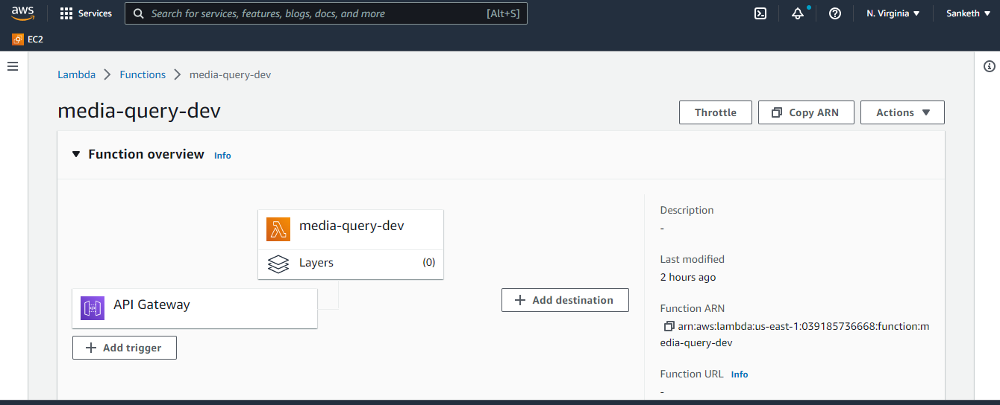 aws Services Search for services, features, blogs, docs, and more [Alt+S] N. Virginia Sanketh
EC2
Lambda Functions media-query-dev
media-query-dev
Throttle Copy ARN Actions
Function overview Info
media-query-dev
Layers (0)
API Gateway
Add trigger
Add destination
Description
-
Last modified
2 hours ago
Function ARN
arn:aws:lambda:us-east-1:039185736668:function:m
edia-query-dev
Function URL Info
-